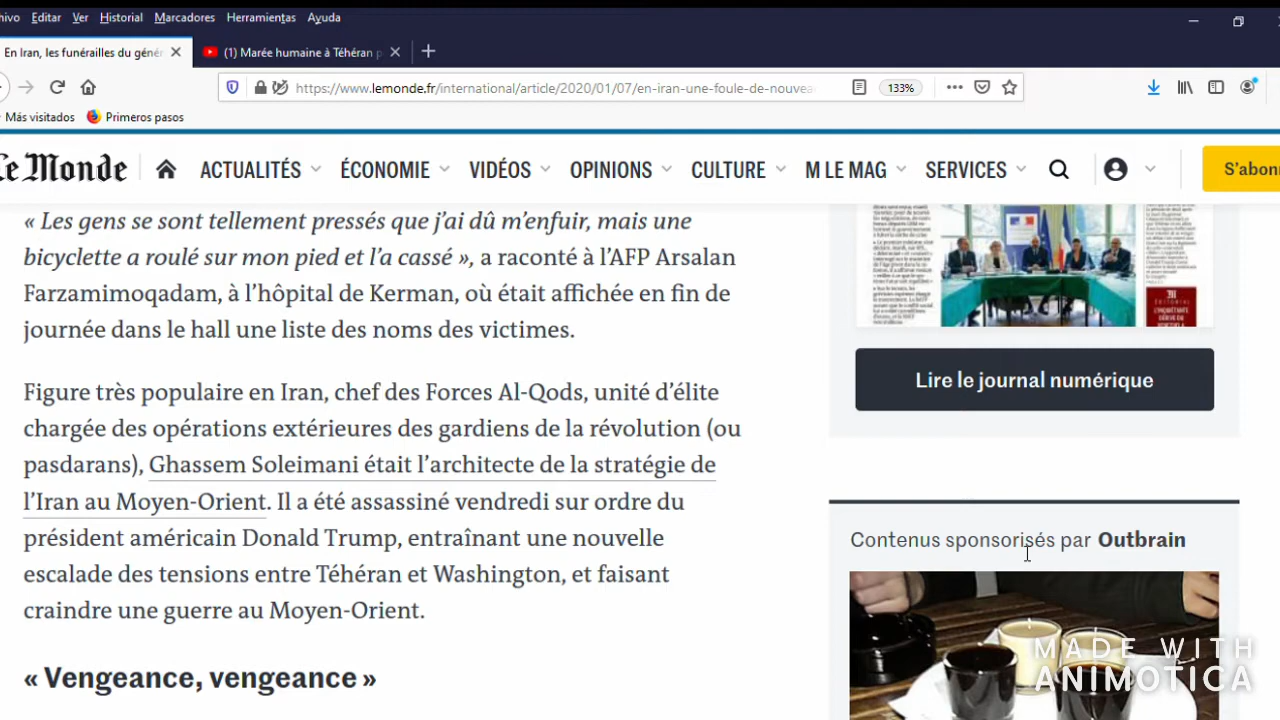 hivo Editar Ver Historial Marcadores Herramientas Ayuda
En Iran, les funérailles du génér
(1) Marée humaine à Téhéran p
https://www.lemonde.fr/international/article/2020/01/07/en-iran-une-foule-de-nouvea
133%
Más visitados Primeros pasos
Le Monde ACTUALITÉS ÉCONOMIE VIDÉOS OPINIONS CULTURE M LE MAG SERVICES S'abon
« Les gens se sont tellement pressés que j'ai dû m'enfuir, mais une
bicyclette a roulé sur mon pied et l'a cassé », a raconté à l'AFP Arsalan
Farzamimoqadam, à l'hôpital de Kerman, où était affichée en fin de
journée dans le hall une liste des noms des victimes.
Figure très populaire en Iran, chef des Forces Al-Qods, unité d'élite
chargée des opérations extérieures des gardiens de la révolution (ou
pasdarans), Ghassem Soleimani était l'architecte de la stratégie de
l'Iran au Moyen-Orient. Il a été assassiné vendredi sur ordre du
président américain Donald Trump, entraînant une nouvelle
escalade des tensions entre Téhéran et Washington, et faisant
craindre une guerre au Moyen-Orient.
« Vengeance, vengeance »
Lire le journal numérique
Contenus sponsorisés par Outbrain
MADE WITH
ANIMOTICA